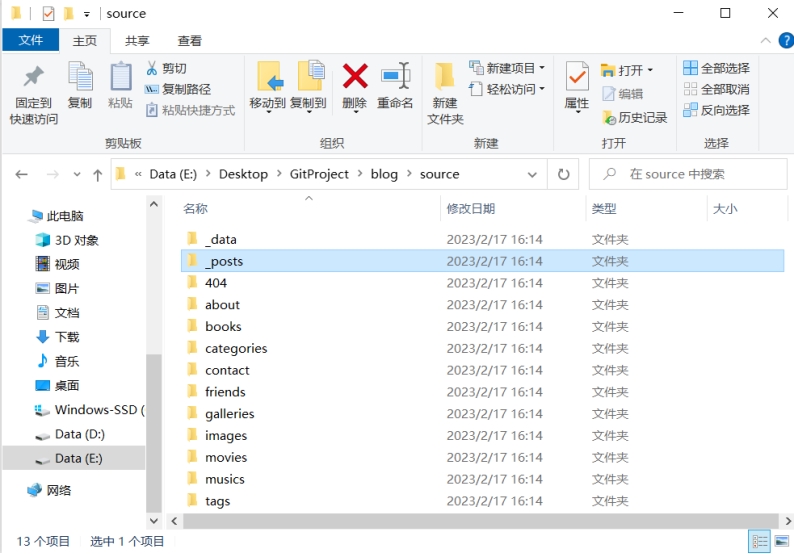 source
文件 主页 共享 查看
固定到
快速访问
复制
粘贴
剪切
复制路径
粘贴快捷方式
移动到 复制到 删除 重命名
新建
文件夹
新建项目
轻松访问
属性
打开
编辑
历史记录
全部选择
全部取消
反向选择
剪贴板 组织 新建 打开 选择
« Data (E:) > Desktop > GitProject > blog > source
在 source 中搜索
此电脑
3D 对象
视频
图片
文档
下载
音乐
桌面
Windows-SSD (
Data (D:)
Data (E:)
网络
名称 修改日期 类型 大小
_data 2023/2/17 16:14 文件夹
_posts 2023/2/17 16:14 文件夹
404 2023/2/17 16:14 文件夹
about 2023/2/17 16:14 文件夹
books 2023/2/17 16:14 文件夹
categories 2023/2/17 16:14 文件夹
contact 2023/2/17 16:14 文件夹
friends 2023/2/17 16:14 文件夹
galleries 2023/2/17 16:14 文件夹
images 2023/2/17 16:14 文件夹
movies 2023/2/17 16:14 文件夹
musics 2023/2/17 16:14 文件夹
tags 2023/2/17 16:14 文件夹
13 个项目 选中 1 个项目